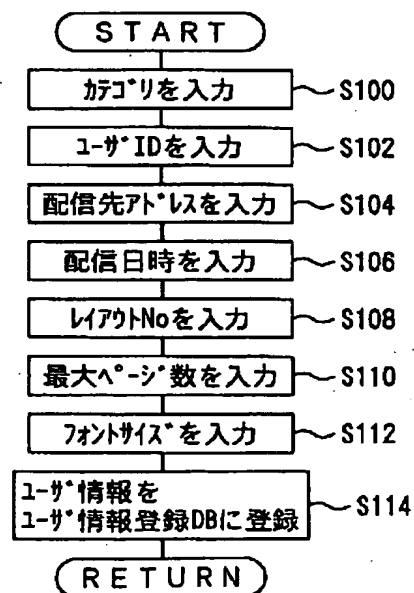 START
カテゴリを入力
S100
ユーザIDを入力
S102
配信先アドレスを入力
S104
配信日時を入力
S106
レイアウトNoを入力
S108
最大ページ数を入力
S110
フォントサイズを入力
S112
ユーザ情報を
ユーザ情報登録DBに登録
S114
RETURN